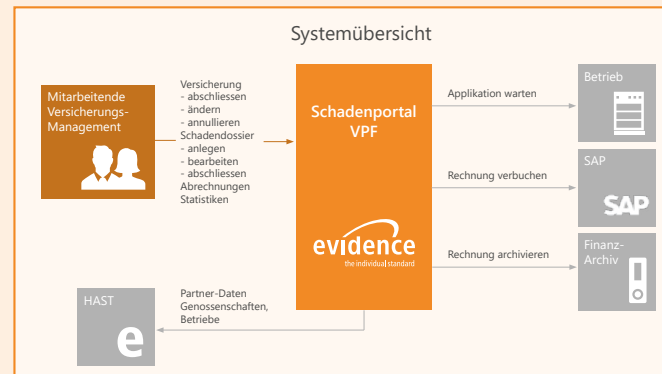 Systemübersicht
Mitarbeitende
Versicherungs-
Management
Versicherung
- abschliessen
- ändern
- annullieren
Schadendossier
- anlegen
- bearbeiten
- abschliessen
Abrechnungen
Statistiken
Schadenportal
VPF
evidence
the individual standard
Applikation warten
Betrieb
Rechnung verbuchen
SAP
SAP
Rechnung archivieren
Finanz-
Archiv
HAST
e
Partner-Daten
Genossenschaften,
Betriebe